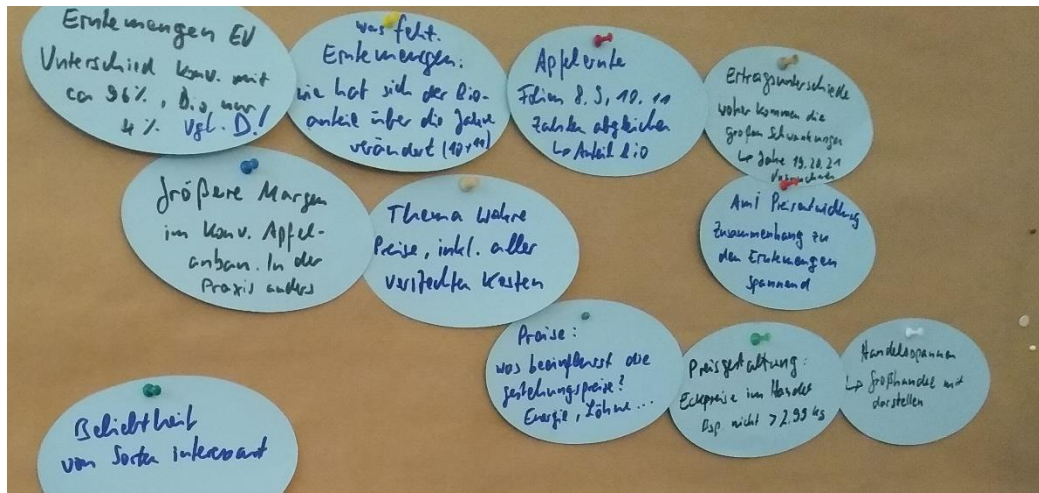 Erntemengen EU
Unterschied konv. mit
ca 96%, Bio nur
4% Vgl. D!
was fehlt.
Erntemengen:
wie hat sich der Bio-
anteile über die Jahre
verändert (10+11)
Apfelernte
Folien 8, 9, 10, 11
Zahlen abgleichen
↳ Anteil Bio
Ertragsunterschiede
woher kommen die
großen Schwankungen
↳ Jahre 19.20.21
Größere Margen
im konv. Apfel-
anbau. In der
Praxis anders
Thema wahre
Preise, inkl. aller
versteckten Kosten
Ami Preisentwicklung
Zusammenhang zu
den Erntemengen
spannend
Preise:
was beeinflusst die
gestehungspreise?
Energie, Löhne...
Preisgestaltung:
Eckpreise im Handel
Bsp. nicht >2.99 kg
Handelsspannen
↳ Großhandel mit
darstellen
Beliebtheit
von Sorten interessant